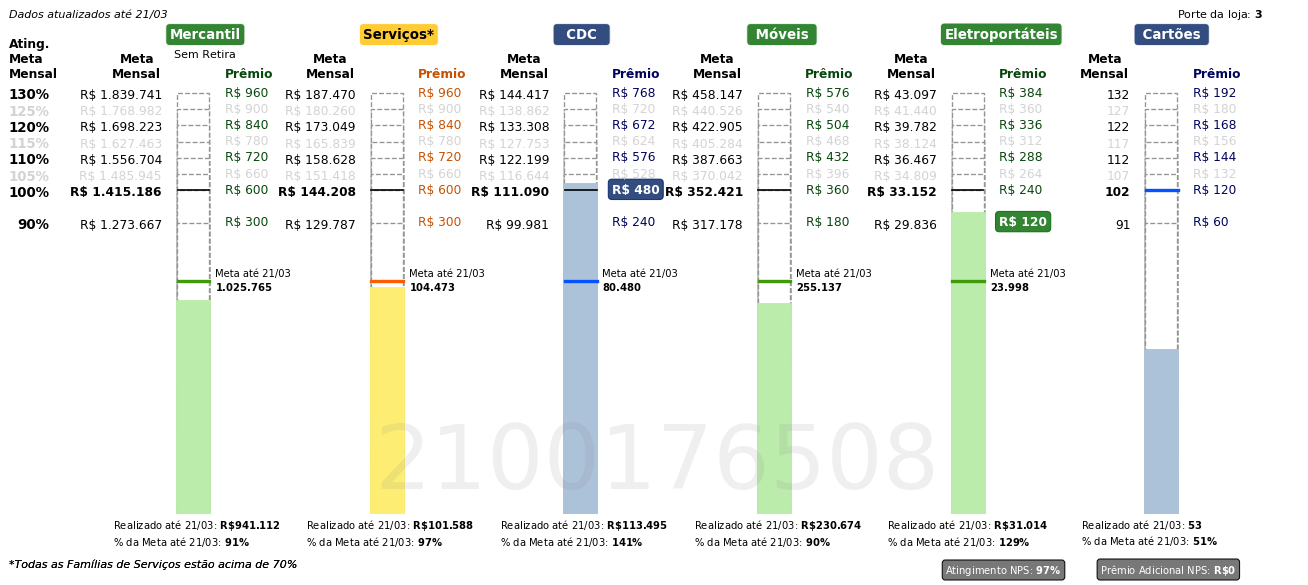 Dados atualizados até 21/03 Porte da loja: 3
Mercantil Serviços* CDC Móveis Eletroportáteis Cartões
Sem Retira
Ating. Meta Mensal Meta Mensal Prêmio Meta Mensal Prêmio Meta Mensal Prêmio Meta Mensal Prêmio Meta Mensal Prêmio Meta Mensal Prêmio
130% R$ 1.839.741 R$ 960 R$ 187.470 R$ 960 R$ 144.417 R$ 768 R$ 458.147 R$ 576 R$ 43.097 R$ 384 132 R$ 192
125% R$ 1.768.982 R$ 900 R$ 180.260 R$ 900 R$ 138.862 R$ 720 R$ 440.526 R$ 540 R$ 41.440 R$ 360 127 R$ 180
120% R$ 1.698.223 R$ 840 R$ 173.049 R$ 840 R$ 133.308 R$ 672 R$ 422.905 R$ 504 R$ 39.782 R$ 336 122 R$ 168
115% R$ 1.627.463 R$ 780 R$ 165.839 R$ 780 R$ 127.753 R$ 624 R$ 405.284 R$ 468 R$ 38.124 R$ 312 117 R$ 156
110% R$ 1.556.704 R$ 720 R$ 158.628 R$ 720 R$ 122.199 R$ 576 R$ 387.663 R$ 432 R$ 36.467 R$ 288 112 R$ 144
105% R$ 1.485.945 R$ 660 R$ 151.418 R$ 660 R$ 116.644 R$ 528 R$ 370.042 R$ 396 R$ 34.809 R$ 264 107 R$ 132
100% R$ 1.415.186 R$ 600 R$ 144.208 R$ 600 R$ 111.090 R$ 480 R$ 352.421 R$ 360 R$ 33.152 R$ 240 102 R$ 120
90% R$ 1.273.667 R$ 300 R$ 129.787 R$ 300 R$ 99.981 R$ 240 R$ 317.178 R$ 180 R$ 29.836 R$ 120 91 R$ 60
Meta até 21/03 Meta até 21/03 Meta até 21/03 Meta até 21/03 Meta até 21/03
1.025.765 104.473 80.480 255.137 23.998
2100176508
Realizado até 21/03: R$941.112 Realizado até 21/03: R$101.588 Realizado até 21/03: R$113.495 Realizado até 21/03: R$230.674 Realizado até 21/03: R$31.014 Realizado até 21/03: 53
% da Meta até 21/03: 91% % da Meta até 21/03: 97% % da Meta até 21/03: 141% % da Meta até 21/03: 90% % da Meta até 21/03: 129% % da Meta até 21/03: 51%
*Todas as Famílias de Serviços estão acima de 70% Atingimento NPS: 97% Prêmio Adicional NPS: R$0